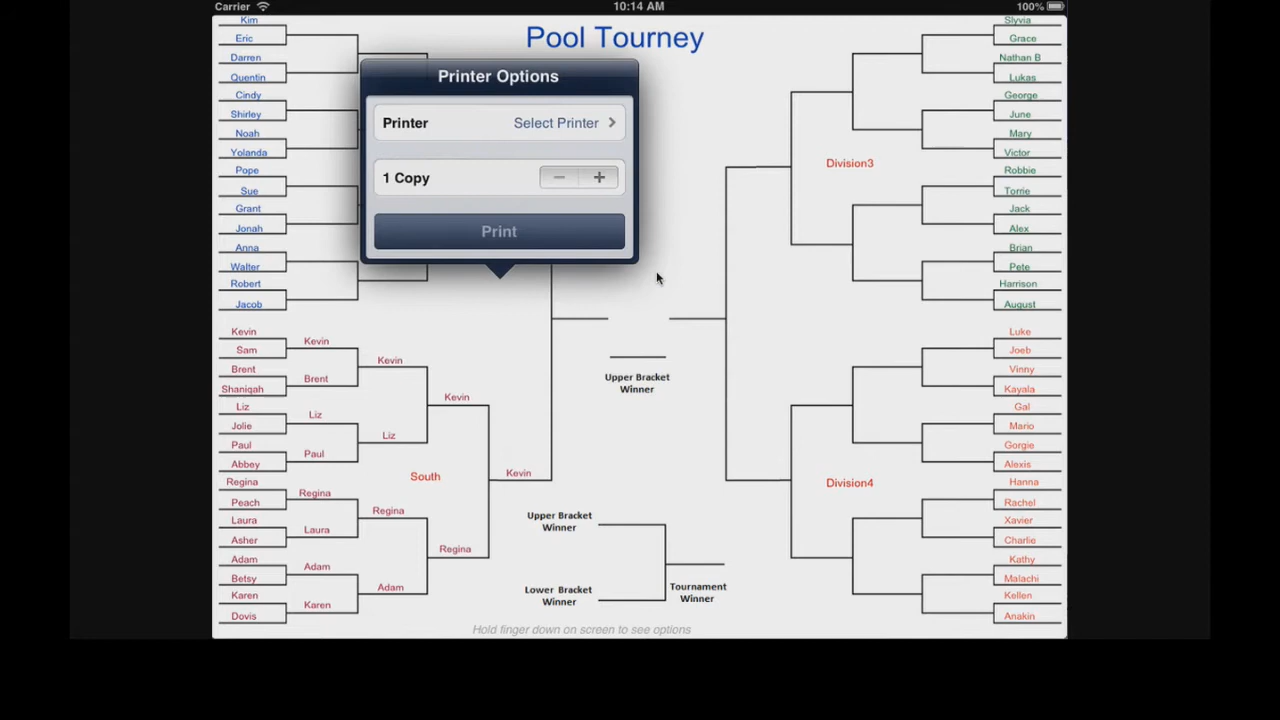 Carrier
10:14 AM
100%
Pool Tourney
Printer Options
Printer
Select Printer
1 Copy
Print
Kim
Eric
Darren
Quentin
Cindy
Shirley
Noah
Yolanda
Pope
Sue
Grant
Jonah
Anna
Walter
Robert
Jacob
Kevin
Sam
Brent
Shaniqah
Liz
Jolie
Paul
Abbey
Regina
Peach
Laura
Asher
Adam
Betsy
Karen
Dovis
Kevin
Brent
Liz
Paul
Regina
Laura
Adam
Karen
Kevin
Liz
Regina
Adam
Kevin
Regina
South
Kevin
Upper Bracket
Winner
Upper Bracket
Winner
Lower Bracket
Winner
Tournament
Winner
Division3
Division4
Slyvia
Grace
Nathan B
Lukas
George
June
Mary
Victor
Robbie
Torrie
Jack
Alex
Brian
Pete
Harrison
August
Luke
Joeb
Vinny
Kayala
Gal
Mario
Gorgie
Alexis
Hanna
Rachel
Xavier
Charlie
Kathy
Malachi
Kellen
Anakin
Hold finger down on screen to see options